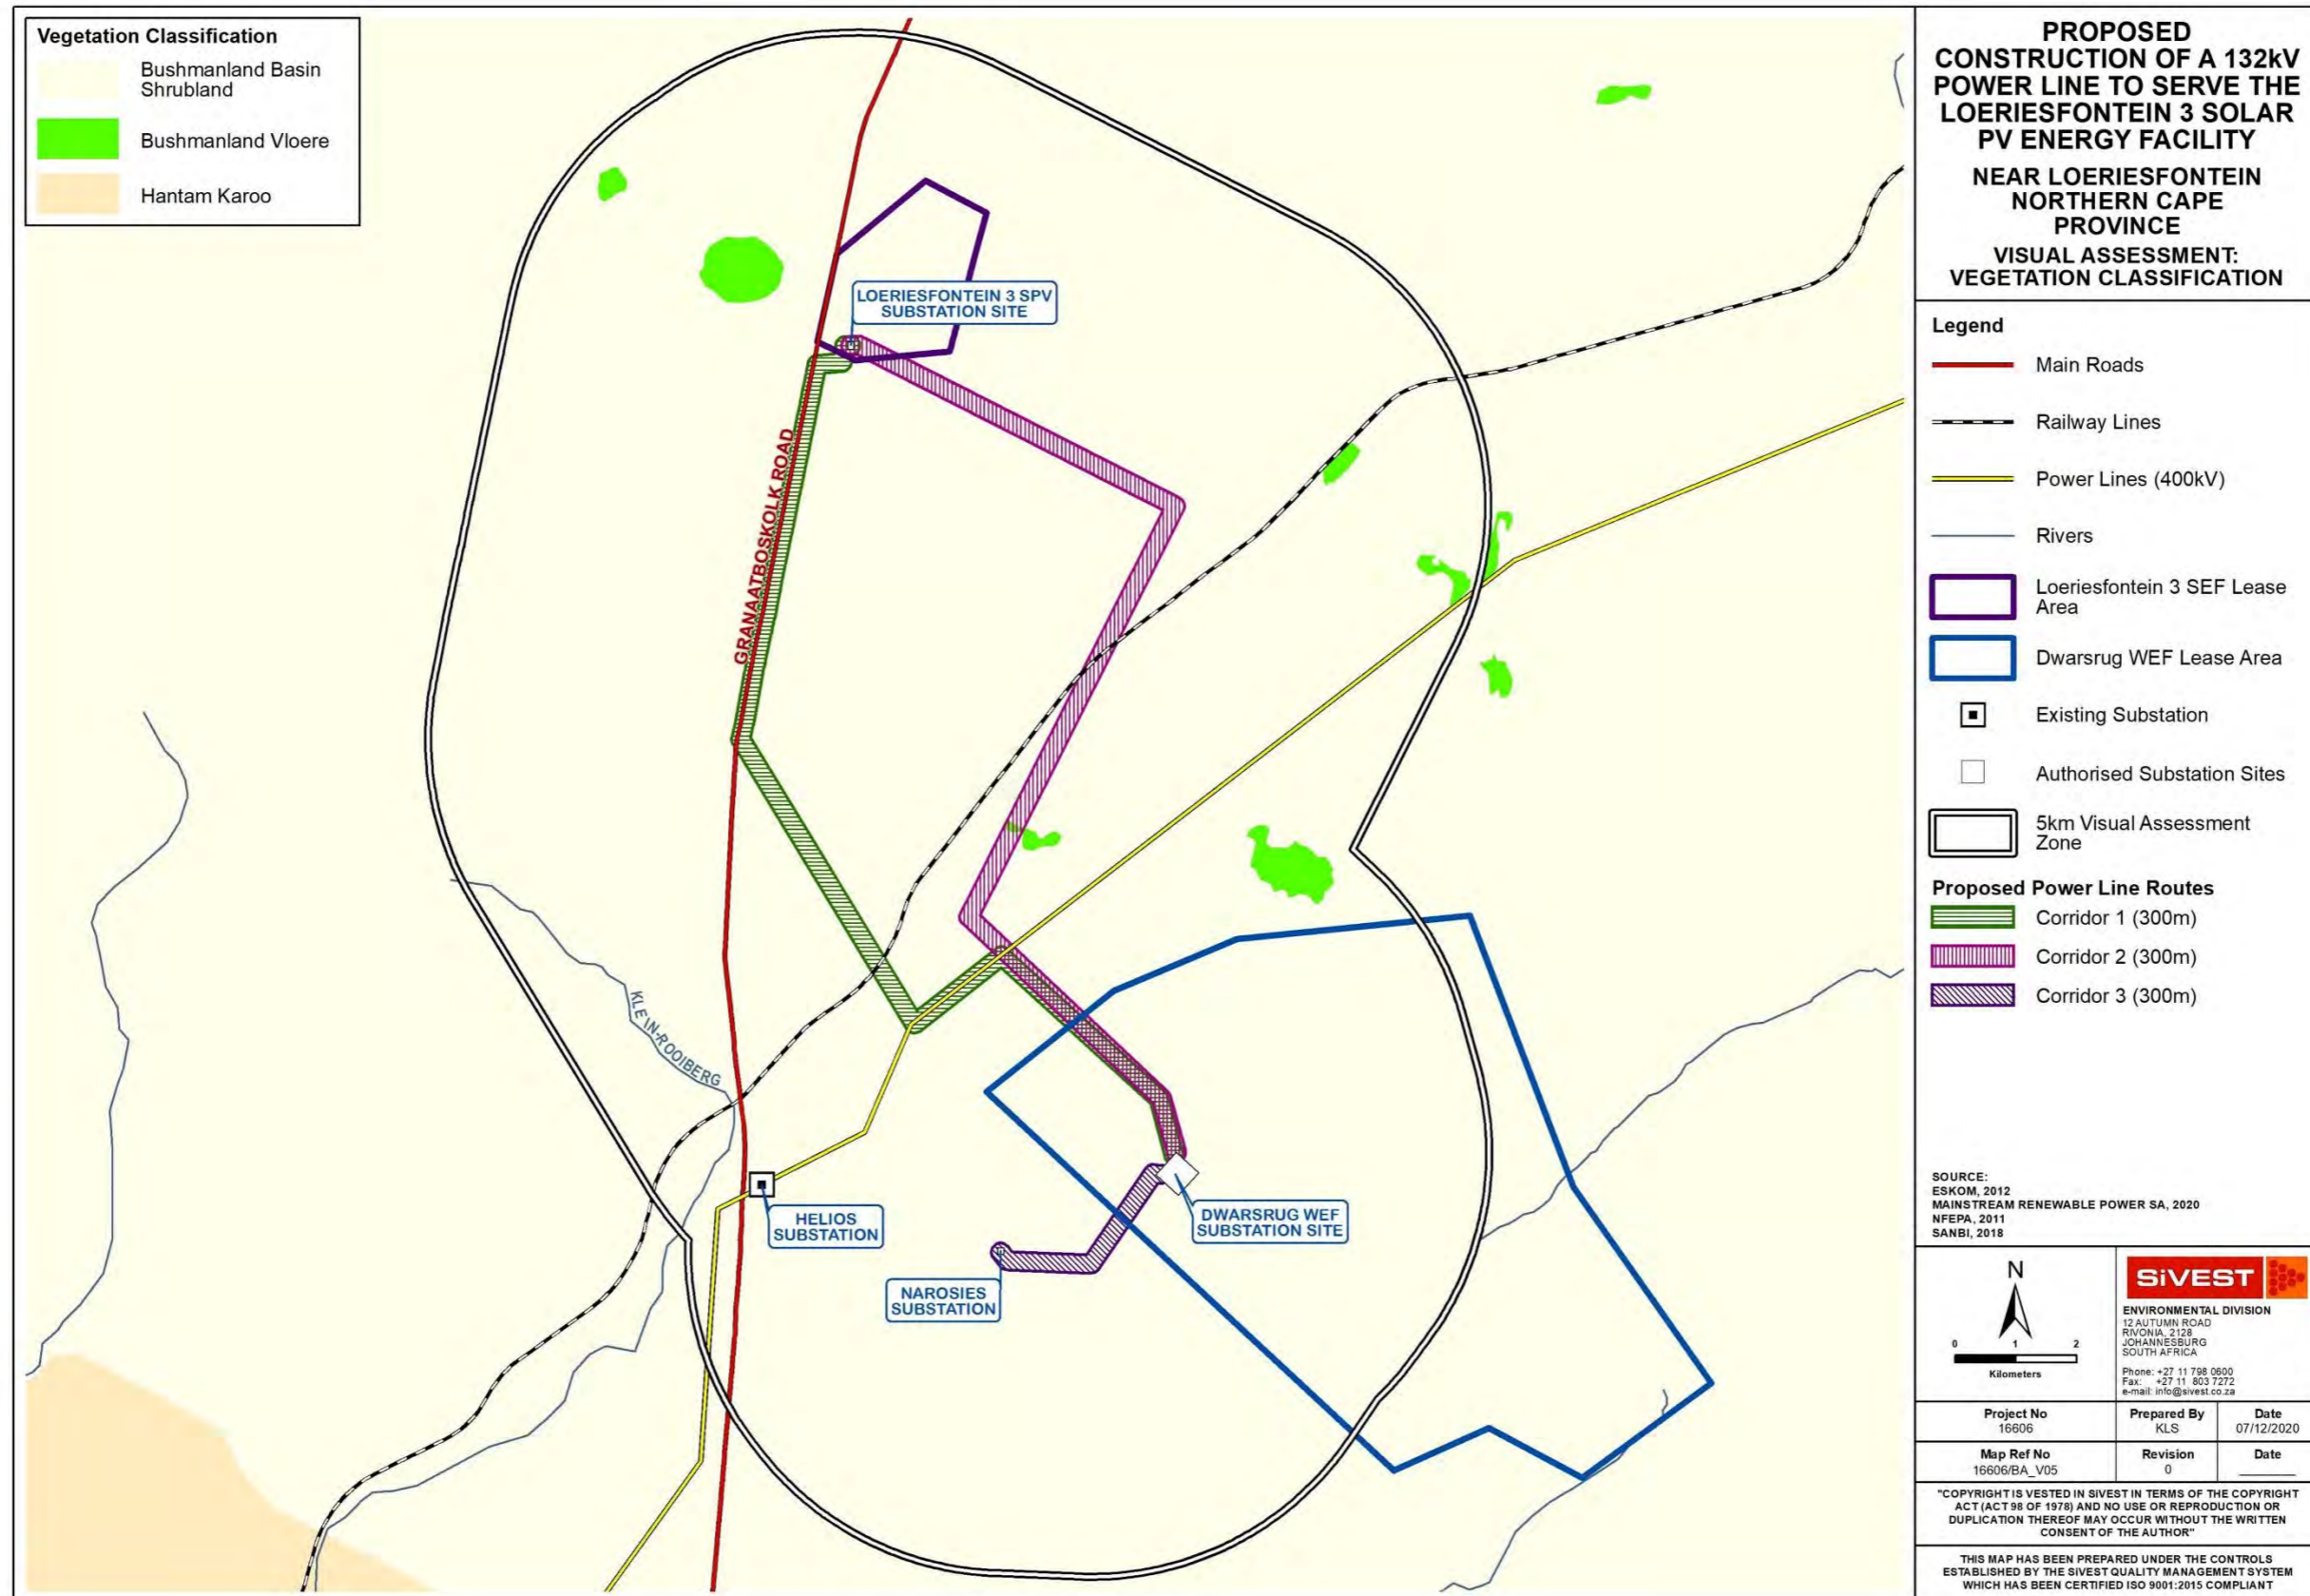 Vegetation Classification
Bushmanland Basin
Shrubland
Bushmanland Vloere
Hantam Karoo
LOERIESFONTEIN 3 SPV
SUBSTATION SITE
GRANAATBOSKOLK ROAD
KLEIN-ROOIBERG
HELIOS
SUBSTATION
NAROSIES
SUBSTATION
DWARSRUG WEF
SUBSTATION SITE
PROPOSED
CONSTRUCTION OF A 132kV
POWER LINE TO SERVE THE
LOERIESFONTEIN 3 SOLAR
PV ENERGY FACILITY
NEAR LOERIESFONTEIN
NORTHERN CAPE
PROVINCE
VISUAL ASSESSMENT:
VEGETATION CLASSIFICATION
Legend
Main Roads
Railway Lines
Power Lines (400kV)
Rivers
Loeriesfontein 3 SEF Lease
Area
Dwarsrug WEF Lease Area
Existing Substation
Authorised Substation Sites
5km Visual Assessment
Zone
Proposed Power Line Routes
Corridor 1 (300m)
Corridor 2 (300m)
Corridor 3 (300m)
SOURCE:
ESKOM, 2012
MAINSTREAM RENEWABLE POWER SA, 2020
NFEPA, 2011
SANBI, 2018
N
0 1 2
Kilometers
SiVEST
ENVIRONMENTAL DIVISION
12 AUTUMN ROAD
RIVONIA, 2128
JOHANNESBURG
SOUTH AFRICA
Phone: +27 11 798 0600
Fax: +27 11 803 7272
e-mail: info@sivest.co.za
Project No
16606
Prepared By
KLS
Date
07/12/2020
Map Ref No
16606/BA_V05
Revision
0
Date
"COPYRIGHT IS VESTED IN SIVEST IN TERMS OF THE COPYRIGHT
ACT (ACT 98 OF 1978) AND NO USE OR REPRODUCTION OR
DUPLICATION THEREOF MAY OCCUR WITHOUT THE WRITTEN
CONSENT OF THE AUTHOR"
THIS MAP HAS BEEN PREPARED UNDER THE CONTROLS
ESTABLISHED BY THE SIVEST QUALITY MANAGEMENT SYSTEM
WHICH HAS BEEN CERTIFIED ISO 9001:2015 COMPLIANT